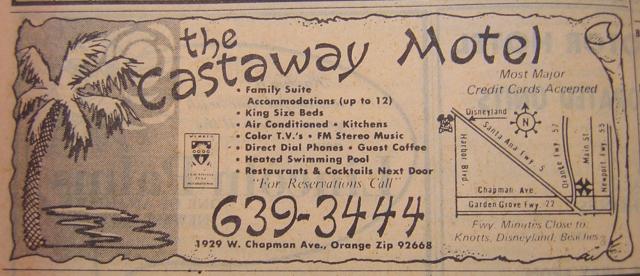 the
Castaway Motel
Most Major
Credit Cards Accepted
• Family Suite
Accommodations (up to 12)
• King Size Beds
• Air Conditioned • Kitchens
• Color T.V.'s • FM Stereo Music
• Direct Dial Phones • Guest Coffee
• Heated Swimming Pool
• Restaurants & Cocktails Next Door
"For Reservations Call"
639-3444
1929 W. Chapman Ave., Orange Zip 92668
MEMBER
Disneyland
N
Santa Ana Fwy. 5
Harbor Blvd
Orange Fwy. 57
Main St.
Newport Fwy. 55
Chapman Ave.
Garden Grove Fwy. 22
Fwy. Minutes Close to
Knotts, Disneyland, Beaches